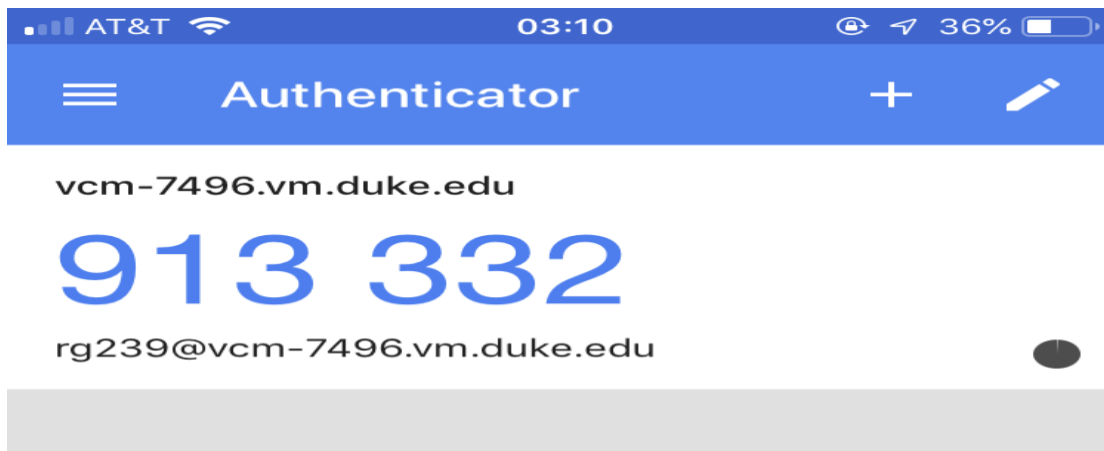 AT&T 03:10 36%
Authenticator
vcm-7496.vm.duke.edu
913 332
rg239@vcm-7496.vm.duke.edu